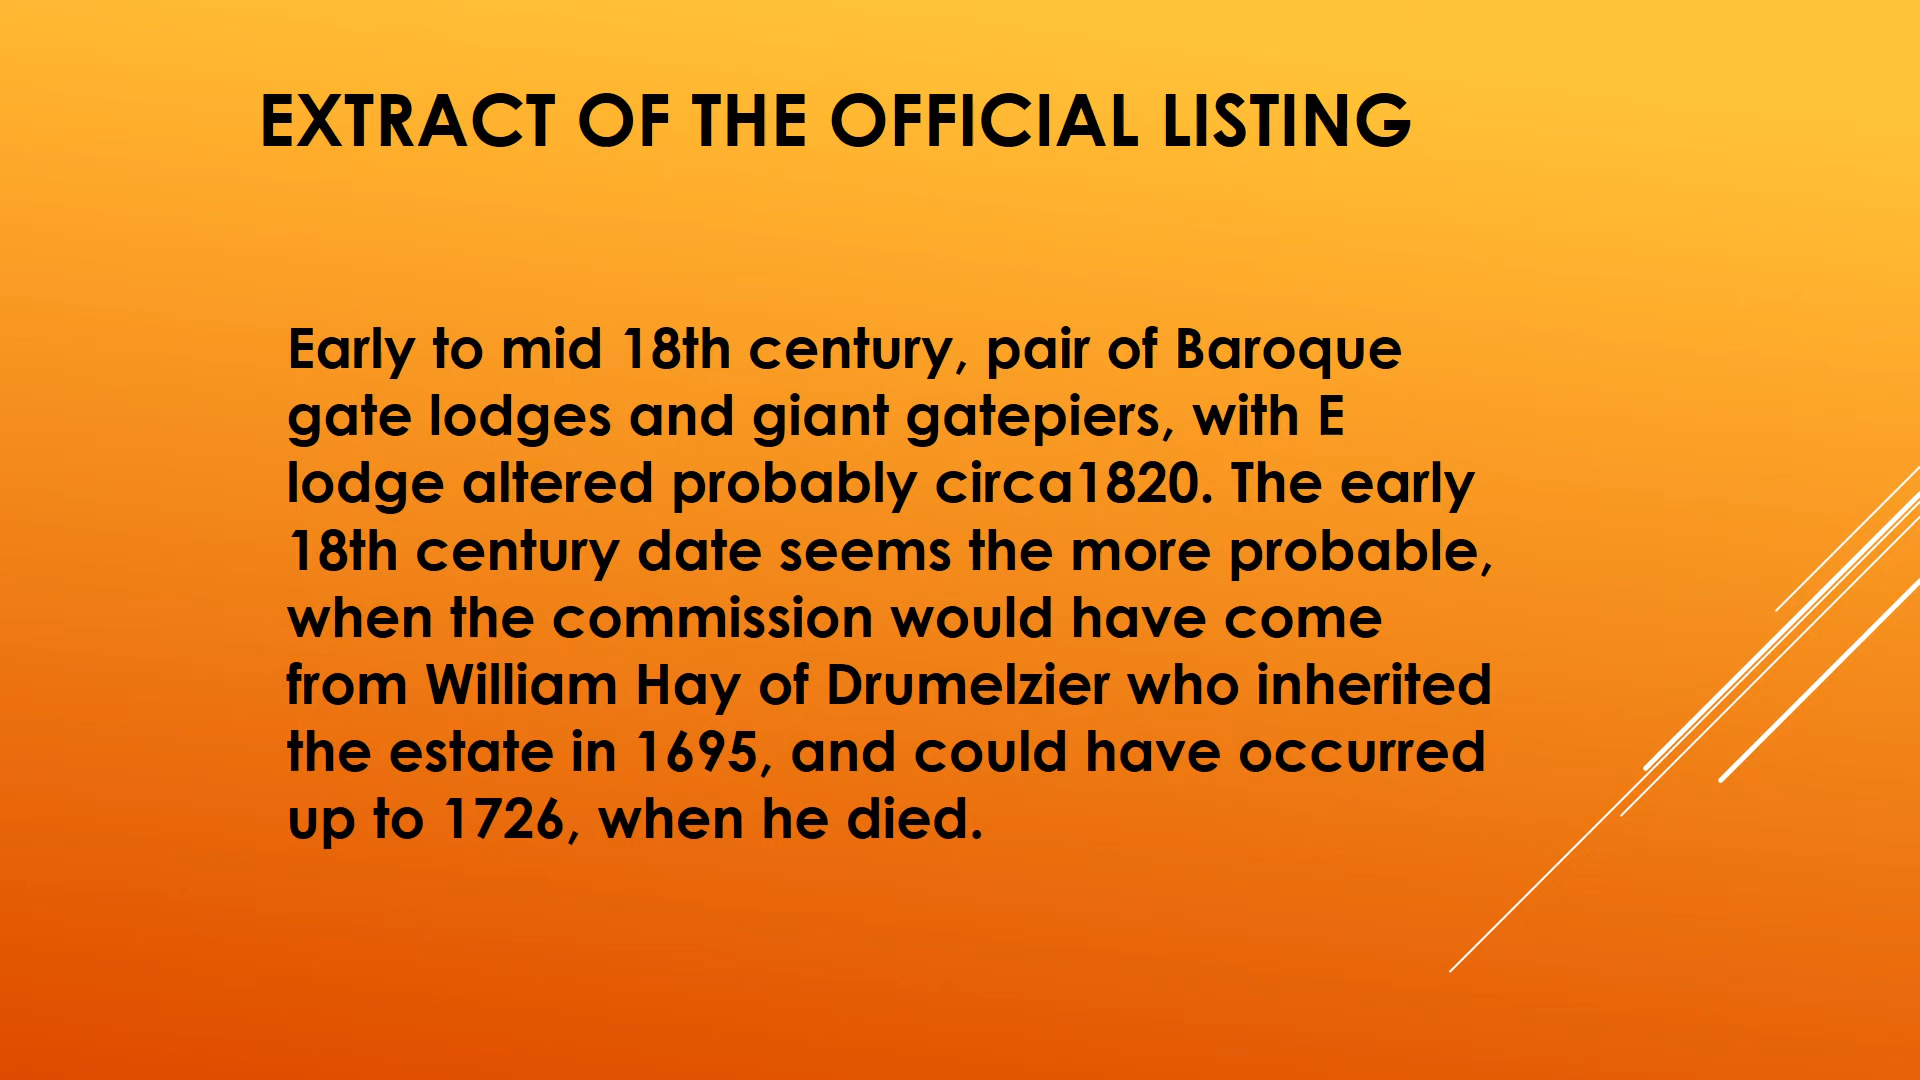 EXTRACT OF THE OFFICIAL LISTING
Early to mid 18th century, pair of Baroque
gate lodges and giant gatepiers, with E
lodge altered probably circa1820. The early
18th century date seems the more probable,
when the commission would have come
from William Hay of Drumelzier who inherited
the estate in 1695, and could have occurred
up to 1726, when he died.